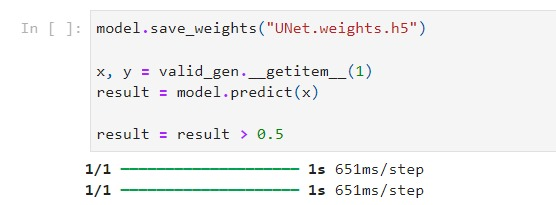 In [ ]: model.save_weights("UNet.weights.h5")
x, y = valid_gen.__getitem__(1)
result = model.predict(x)
result = result > 0.5
1/1 ━━━━━━━━━━━━━━━━━━━━ 1s 651ms/step
1/1 ━━━━━━━━━━━━━━━━━━━━ 1s 651ms/step